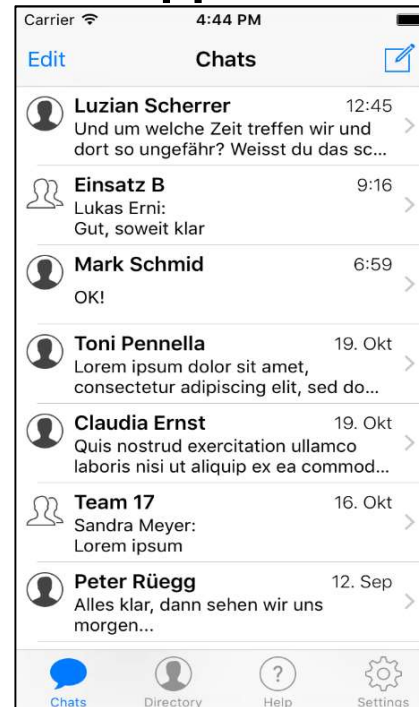 Carrier 4:44 PM
Edit Chats
Luzian Scherrer 12:45
Und um welche Zeit treffen wir und
dort so ungefähr? Weisst du das sc...
Einsatz B 9:16
Lukas Erni:
Gut, soweit klar
Mark Schmid 6:59
OK!
Toni Pennella 19. Okt
Lorem ipsum dolor sit amet,
consectetur adipiscing elit, sed do...
Claudia Ernst 19. Okt
Quis nostrud exercitation ullamco
laboris nisi ut aliquip ex ea commod...
Team 17 16. Okt
Sandra Meyer:
Lorem ipsum
Peter Rüegg 12. Sep
Alles klar, dann sehen wir uns
morgen...
Chats Directory Help Settings